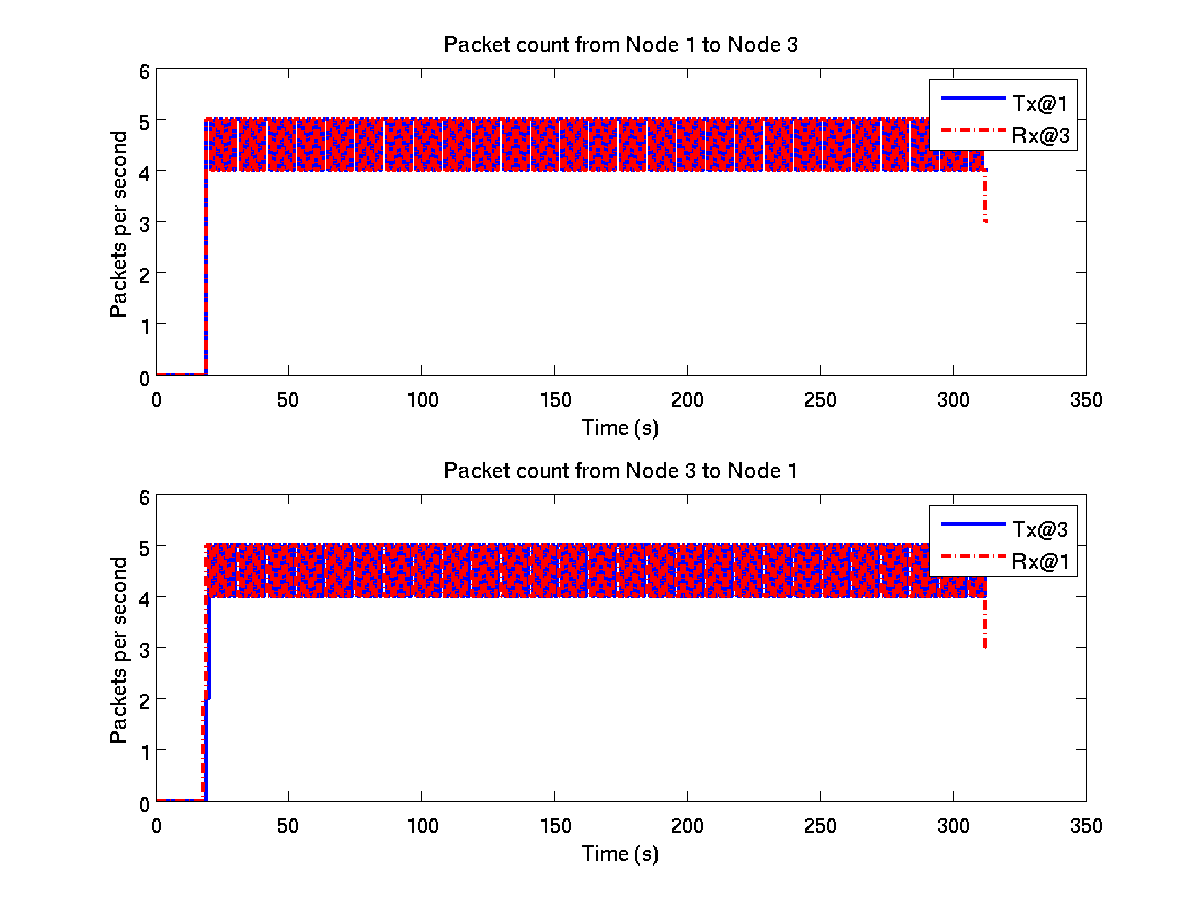 Packet count from Node 1 to Node 3
6
5
4
3
2
1
0
Packets per second
Tx@1
Rx@3
0 50 100 150 200 250 300 350
Time (s)
Packet count from Node 3 to Node 1
6
5
4
3
2
1
0
Packets per second
Tx@3
Rx@1
0 50 100 150 200 250 300 350
Time (s)